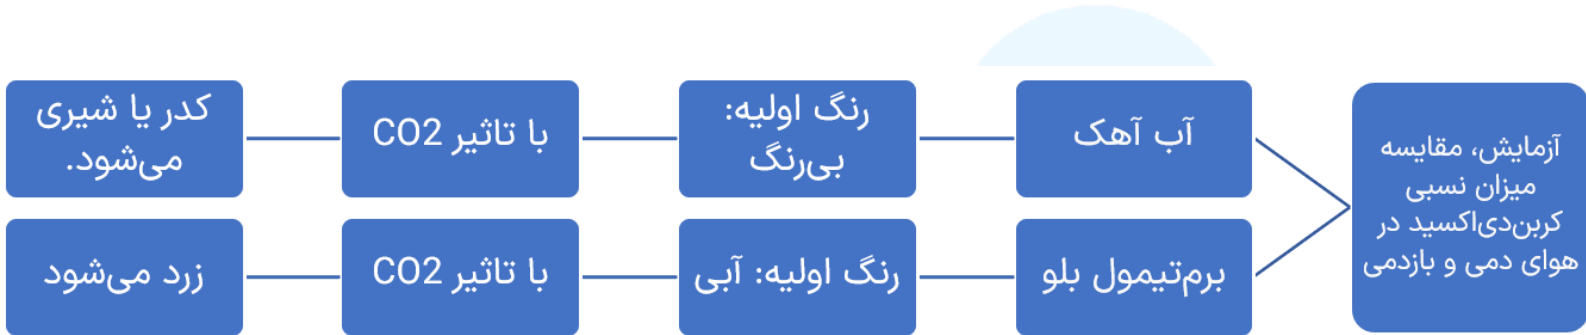 آزمایش، مقایسه
میزان نسبی
کربن‌دی‌اکسید در
هوای دمی و بازدمی
آب آهک
رنگ اولیه:
بی‌رنگ
با تاثیر CO2
کدر یا شیری
می‌شود.
برم‌تیمول بلو
رنگ اولیه: آبی
با تاثیر CO2
زرد می‌شود